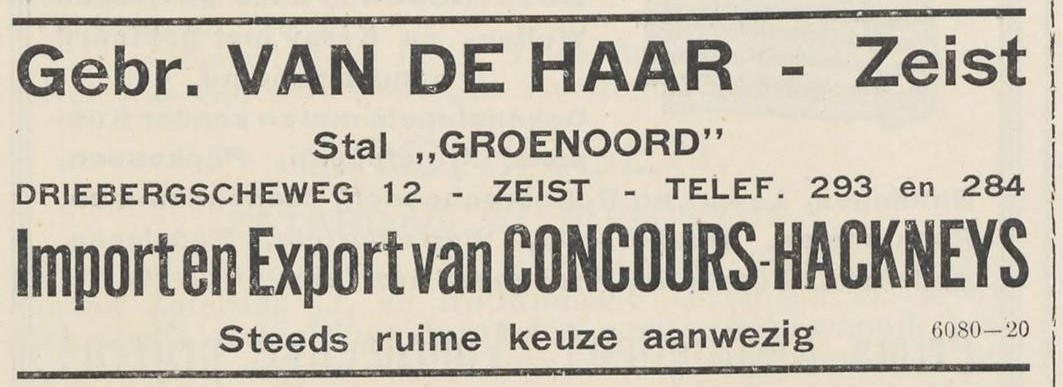 Gebr. VAN DE HAAR - Zeist
Stal „GROENOORD”
DRIEBERGSCHEWEG 12 - ZEIST - TELEF. 293 en 284
Import en Export van CONCOURS-HACKNEYS
Steeds ruime keuze aanwezig 6080—20